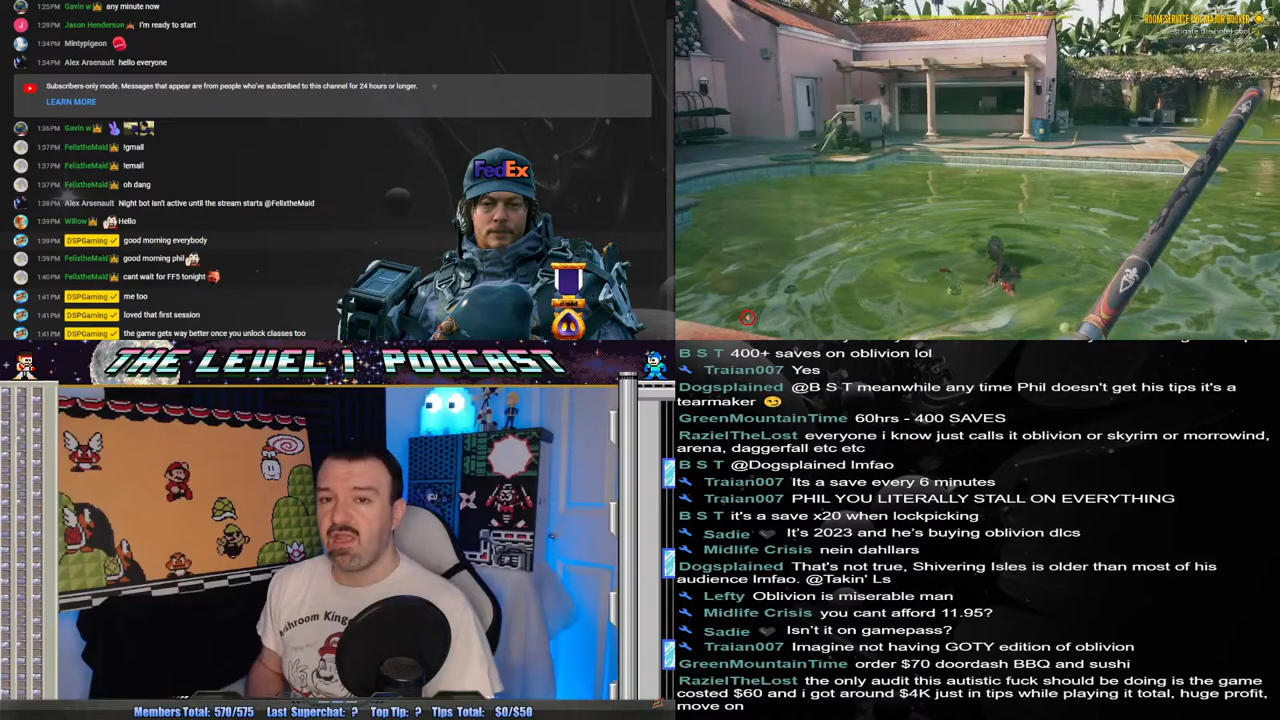 1:25PM Gavin w any minute now
1:29PM Jason Henderson I'm ready to start
1:34PM Mintypigeon
1:34PM Alex Arsenault hello everyone
Subscribers-only mode. Messages that appear are from people who've subscribed to this channel for 24 hours or longer.
LEARN MORE
1:36PM Gavin w
1:37PM FelixtheMaid !gmail
1:37PM FelixtheMaid !email
1:37PM FelixtheMaid oh dang
1:38PM Alex Arsenault Night bot isn't active until the stream starts @FelixtheMaid
1:39PM Willow Hello
1:39PM DSPGaming good morning everybody
1:39PM FelixtheMaid good morning phil
1:40PM FelixtheMaid cant wait for FF5 tonight
1:41PM DSPGaming me too
1:41PM DSPGaming loved that first session
1:41PM DSPGaming the game gets way better once you unlock classes too
FedEx
ROOM SERVICE FOR MAJOR BOOKER
Investigate the hotel pool
THE LEVEL 1 PODCAST
Mushroom Kingdom
B S T 400+ saves on oblivion lol
Traian007 Yes
Dogsplained @B S T meanwhile any time Phil doesn't get his tips it's a
tearmaker 😏
GreenMountainTime 60hrs - 400 SAVES
RazielTheLost everyone i know just calls it oblivion or skyrim or morrowind,
arena, daggerfall etc etc
B S T @Dogsplained lmfao
Traian007 Its a save every 6 minutes
Traian007 PHIL YOU LITERALLY STALL ON EVERYTHING
B S T it's a save x20 when lockpicking
Sadie It's 2023 and he's buying oblivion dlcs
Midlife Crisis nein dahllars
Dogsplained That's not true, Shivering Isles is older than most of his
audience lmfao. @Takin' Ls
Lefty Oblivion is miserable man
Midlife Crisis you cant afford 11.95?
Sadie Isn't it on gamepass?
Traian007 Imagine not having GOTY edition of oblivion
GreenMountainTime order $70 doordash BBQ and sushi
RazielTheLost the only audit this autistic fuck should be doing is the game
costed $60 and i got around $4K just in tips while playing it total, huge profit,
move on
Members Total: 570/575 Last Superchat: ? Top Tip: ? Tips Total: $0/$50